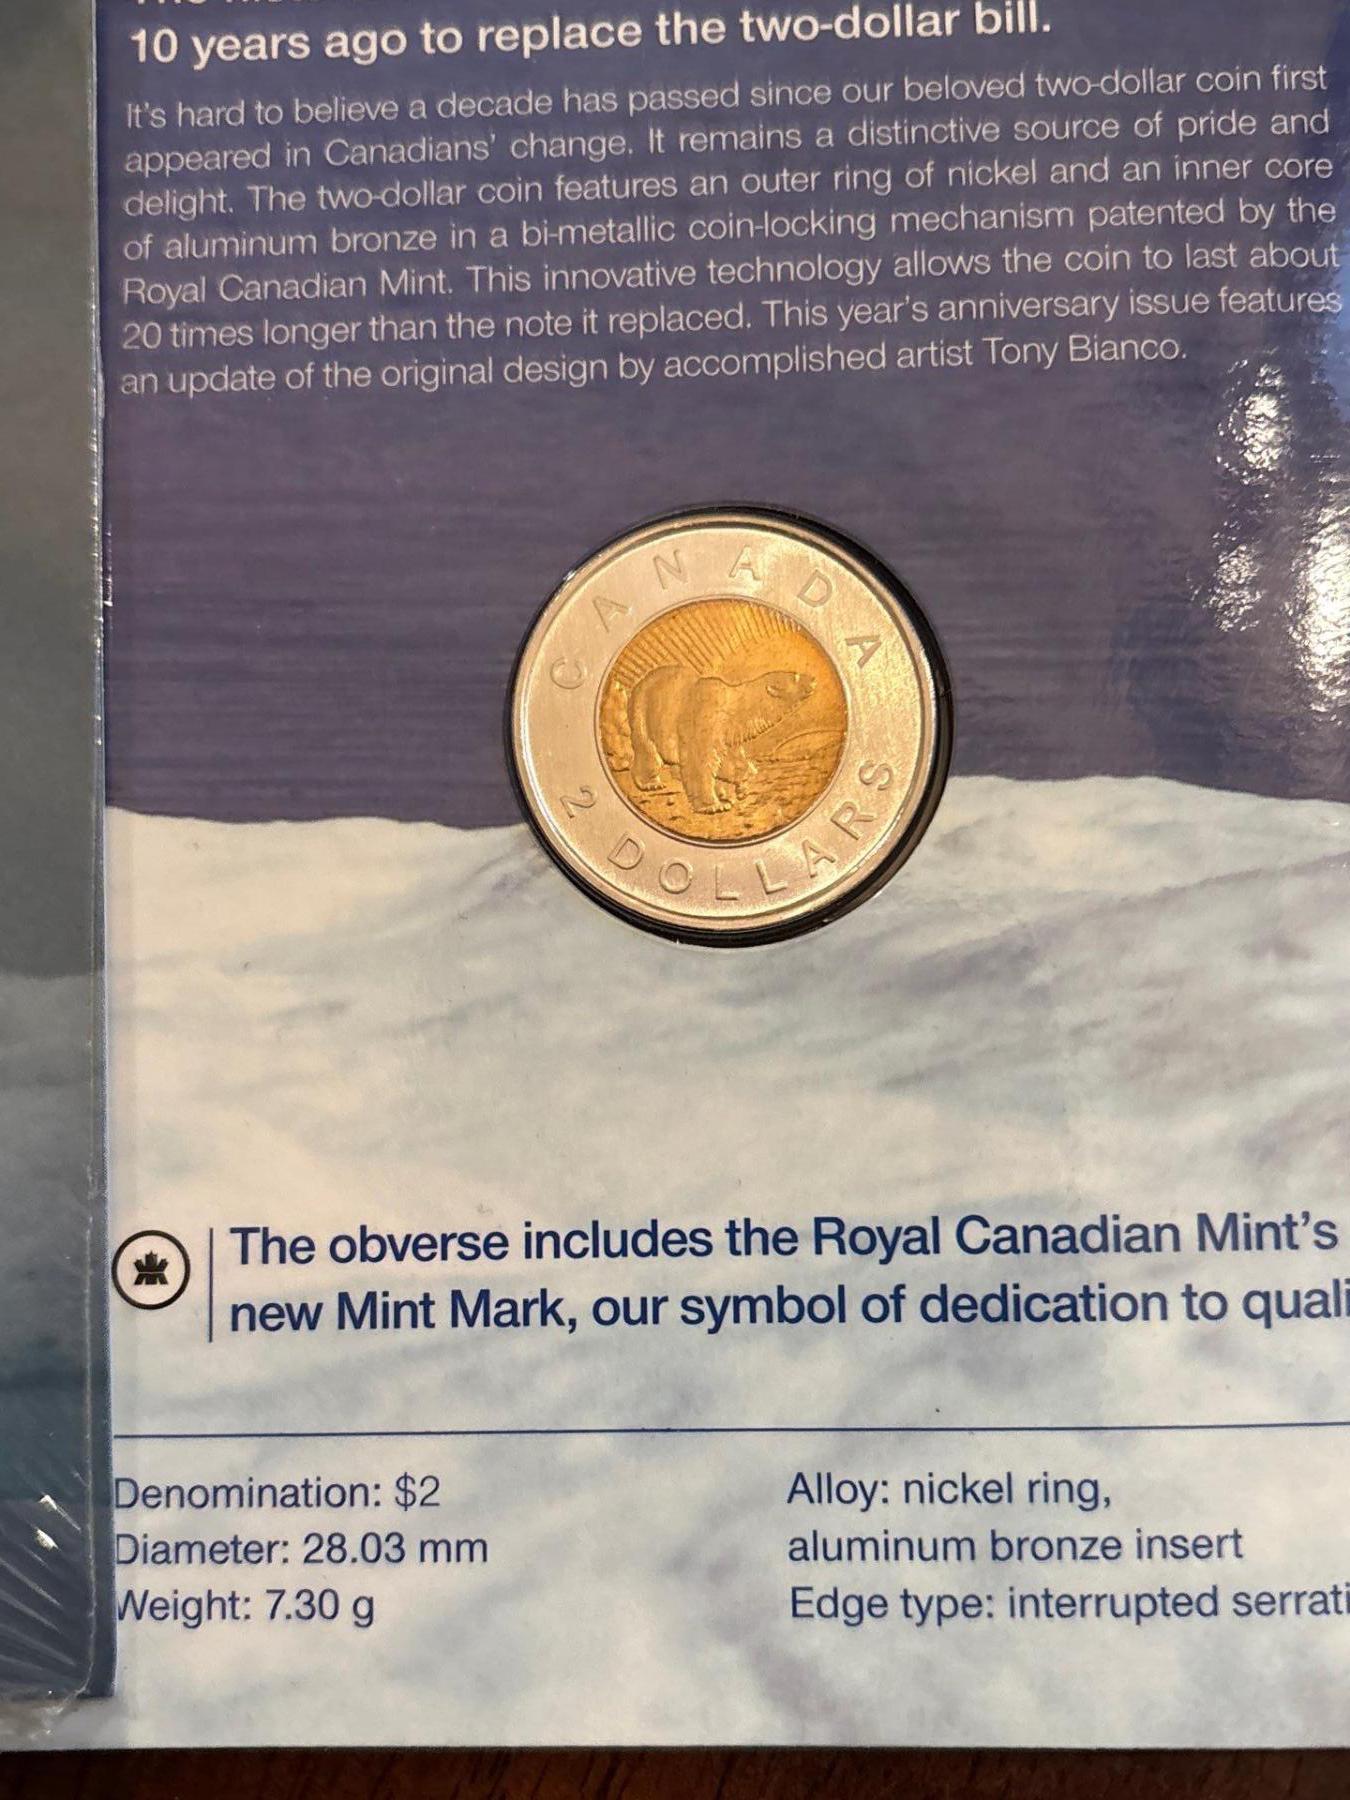 10 years ago to replace the two-dollar bill.
It's hard to believe a decade has passed since our beloved two-dollar coin first
appeared in Canadians' change. It remains a distinctive source of pride and
delight. The two-dollar coin features an outer ring of nickel and an inner core
of aluminum bronze in a bi-metallic coin-locking mechanism patented by the
Royal Canadian Mint. This innovative technology allows the coin to last about
20 times longer than the note it replaced. This year's anniversary issue features
an update of the original design by accomplished artist Tony Bianco.
CANADA
2 DOLLARS
The obverse includes the Royal Canadian Mint's
new Mint Mark, our symbol of dedication to quali
Denomination: $2
Diameter: 28.03 mm
Weight: 7.30 g
Alloy: nickel ring,
aluminum bronze insert
Edge type: interrupted serrati